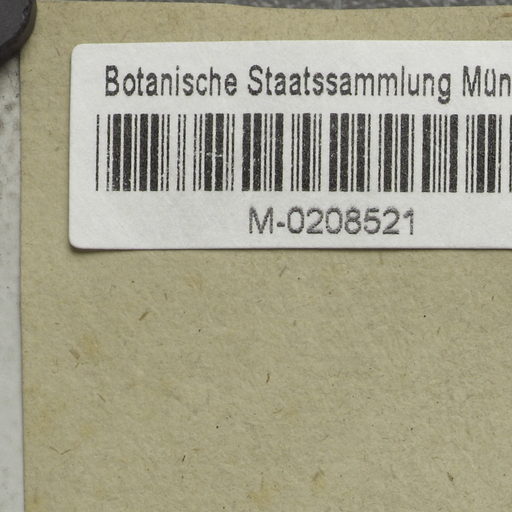 Botanische Staatssammlung Mün
M-0208521